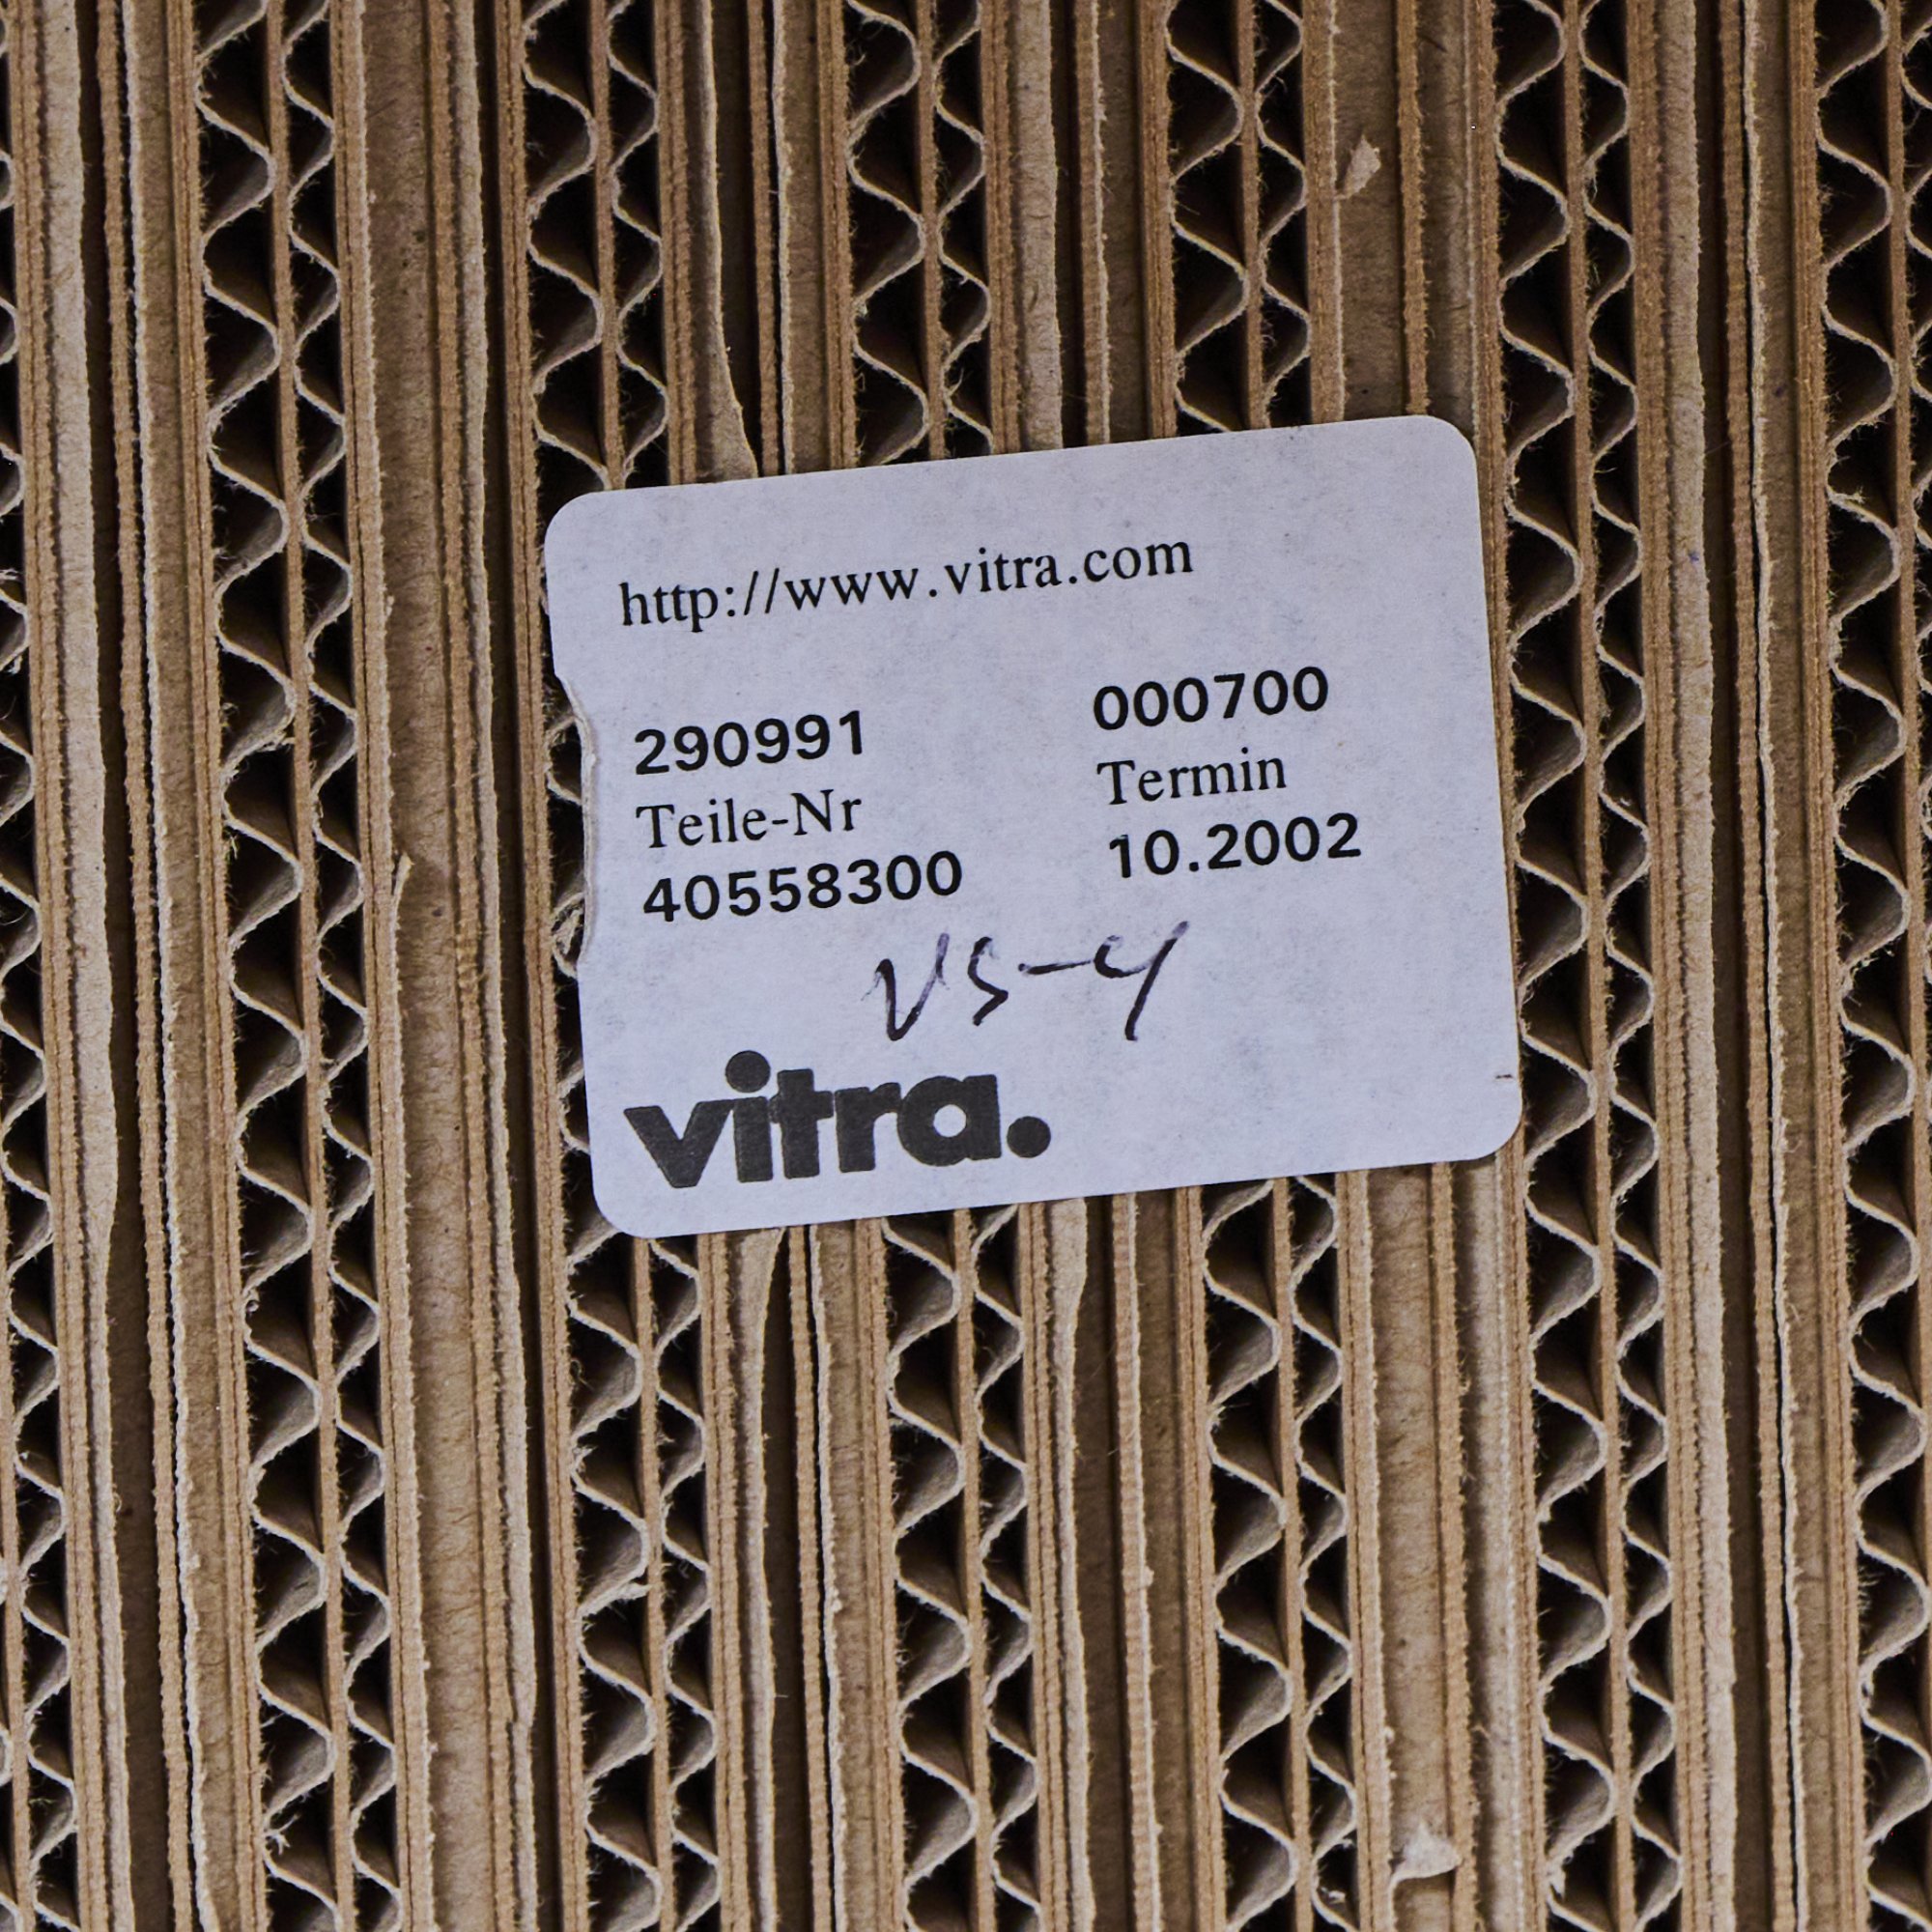 http://www.vitra.com
290991 000700
Teile-Nr Termin
40558300 10.2002
VS-4
vitra.